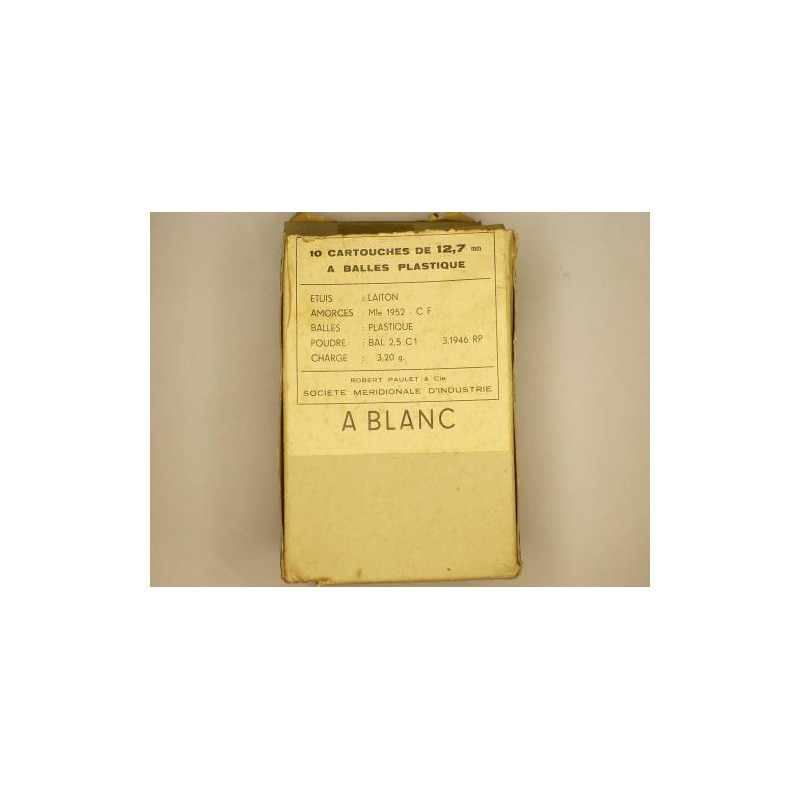 10 CARTOUCHES DE 12,7 mm
A BALLES PLASTIQUE
ETUIS : LAITON
AMORCES : Mle 1952 - C F
BALLES : PLASTIQUE
POUDRE : BAL 2,5 C1 3.1946 RP
CHARGE : 3,20 g.
ROBERT PAULET & Cie
SOCIETE MERIDIONALE D'INDUSTRIE
A BLANC